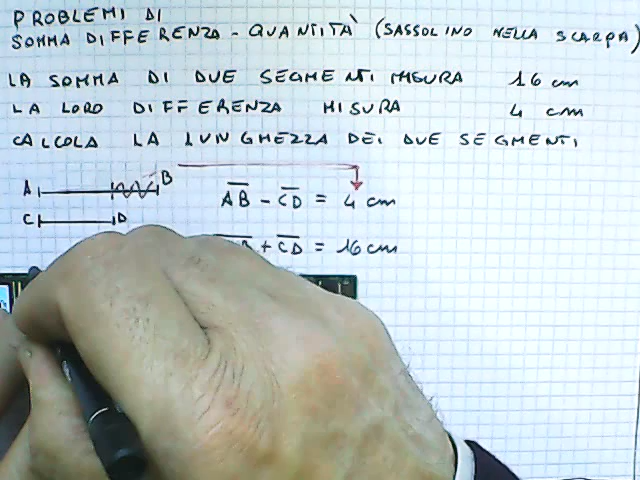 PROBLEMI DI
SOMMA DIFFERENZA - QUANTITÀ (SASSOLINO NELLA SCARPA)
LA SOMMA DI DUE SEGMENTI MISURA 16 cm
LA LORO DIFFERENZA MISURA 4 cm
CALCOLA LA LUNGHEZZA DEI DUE SEGMENTI
A B
AB - CD = 4 cm
C D
+ CD = 16 cm